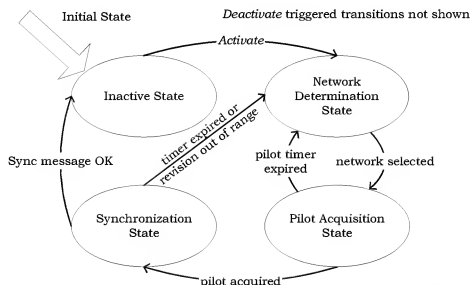 Initial State
Deactivate triggered transitions not shown
Activate
Inactive State
Network
Determination
State
timer expired or
revision out of range
Sync message OK
pilot timer
expired
network selected
Synchronization
State
Pilot Acquisition
State
pilot acquired